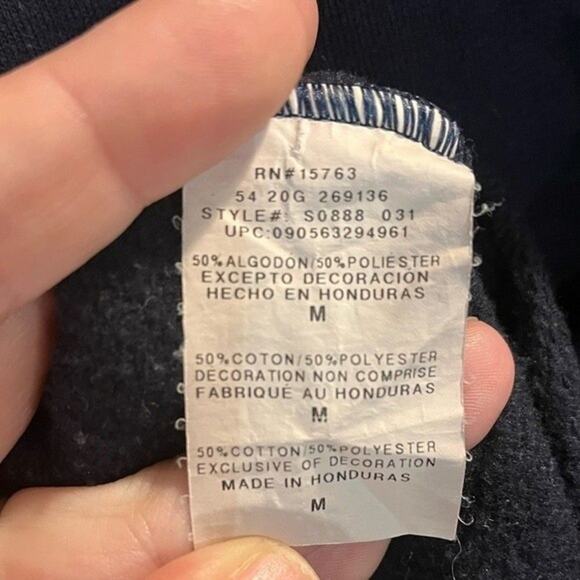 RN#15763
54 20G 269136
STYLE#: S0888 031
UPC:090563294961
50%ALGODON/50%POLIESTER
EXCEPTO DECORACIÓN
HECHO EN HONDURAS
M
50%COTON/50%POLYESTER
DECORATION NON COMPRISE
FABRIQUÉ AU HONDURAS
M
50%COTTON/50%POLYESTER
EXCLUSIVE OF DECORATION
MADE IN HONDURAS
M